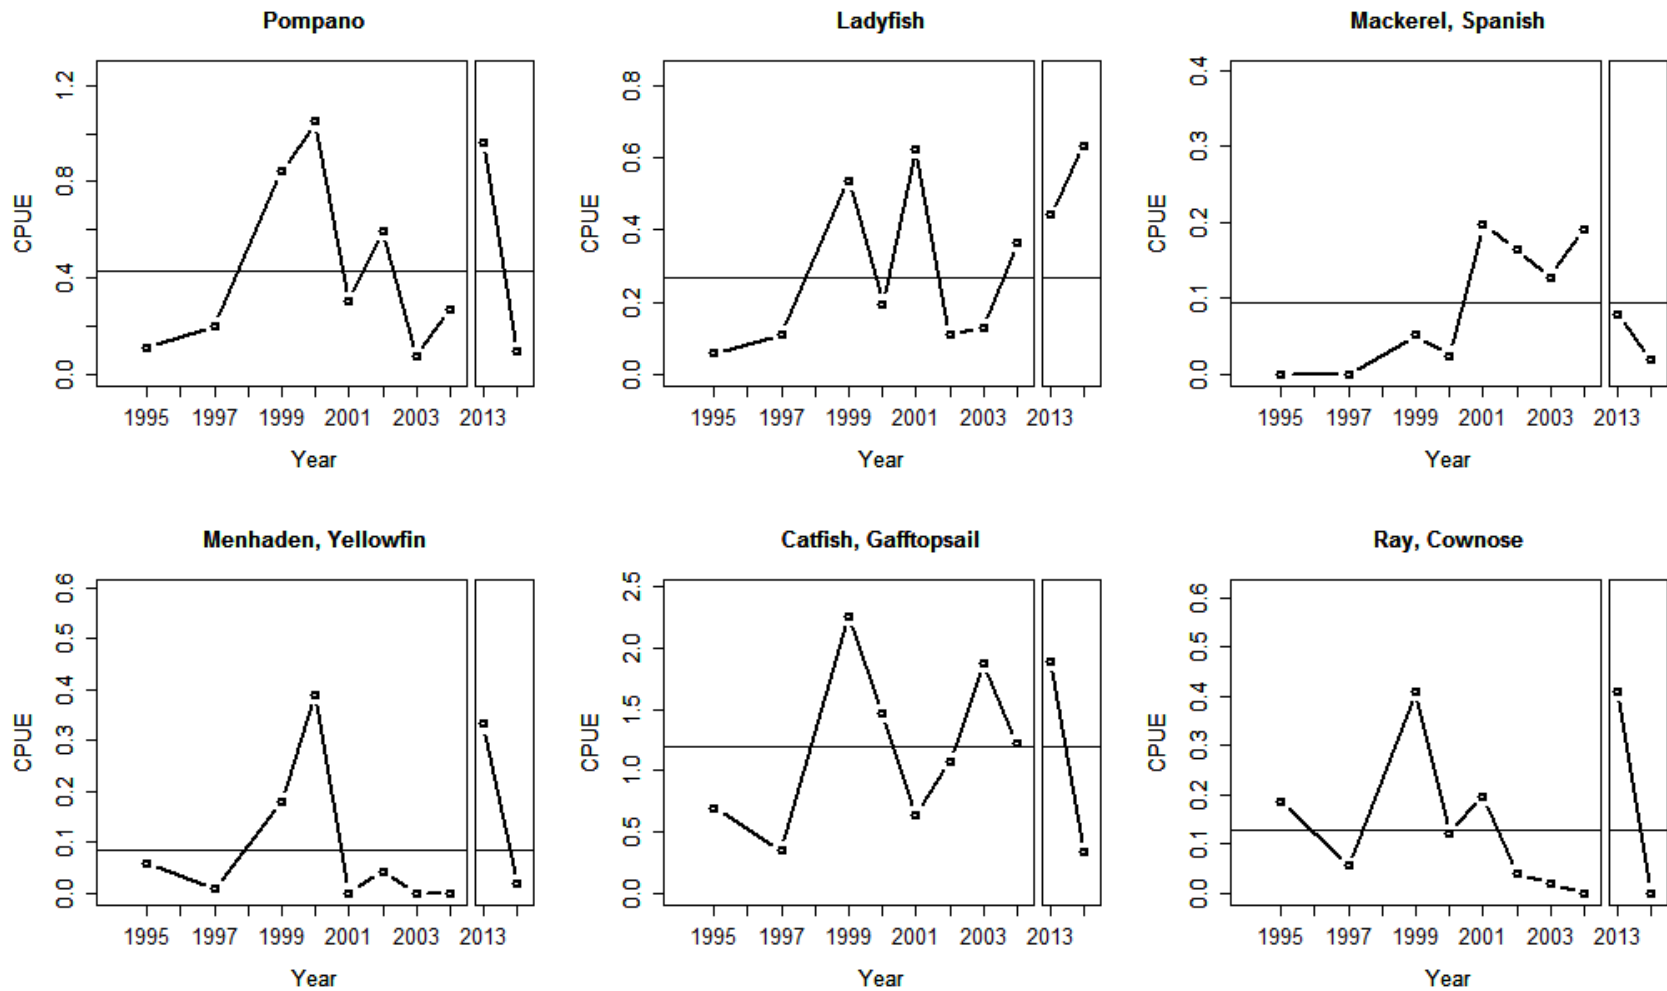 Pompano
CPUE
0.0 0.4 0.8 1.2
1995 1997 1999 2001 2003 2013
Year
Ladyfish
CPUE
0.0 0.2 0.4 0.6 0.8
1995 1997 1999 2001 2003 2013
Year
Mackerel, Spanish
CPUE
0.0 0.1 0.2 0.3 0.4
1995 1997 1999 2001 2003 2013
Year
Menhaden, Yellowfin
CPUE
0.0 0.1 0.2 0.3 0.4 0.5 0.6
1995 1997 1999 2001 2003 2013
Year
Catfish, Gafftopsail
CPUE
0.0 0.5 1.0 1.5 2.0 2.5
1995 1997 1999 2001 2003 2013
Year
Ray, Cownose
CPUE
0.0 0.1 0.2 0.3 0.4 0.5 0.6
1995 1997 1999 2001 2003 2013
Year